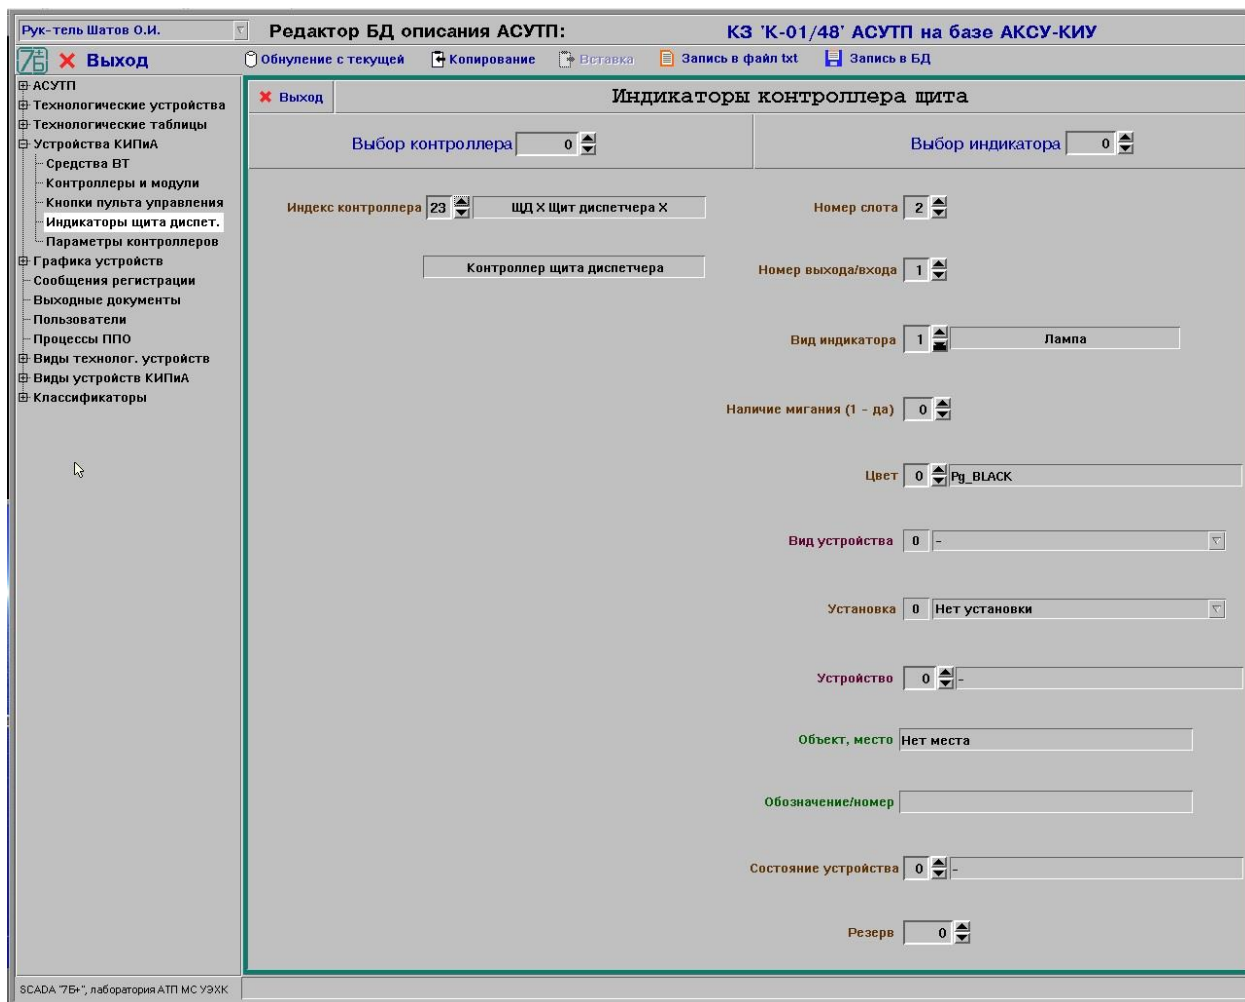 Рук-тель Шатов О.И.
Редактор БД описания АСУТП:
КЗ 'К-01/48' АСУТП на базе АКСУ-КИУ
7Б Выход
Обнуление с текущей
Копирование
Вставка
Запись в файл txt
Запись в БД
АСУТП
Технологические устройства
Технологические таблицы
Устройства КИПиА
Средства ВТ
Контроллеры и модули
Кнопки пульта управления
Индикаторы щита диспет.
Параметры контроллеров
Графика устройств
Сообщения регистрации
Выходные документы
Пользователи
Процессы ППО
Виды технолог. устройств
Виды устройств КИПиА
Классификаторы
Выход
Индикаторы контроллера щита
Выбор контроллера 0
Выбор индикатора 0
Индекс контроллера 23 ЩД X Щит диспетчера X
Контроллер щита диспетчера
Номер слота 2
Номер выхода/входа 1
Вид индикатора 1 Лампа
Наличие мигания (1 - да) 0
Цвет 0 Pg_BLACK
Вид устройства 0 -
Установка 0 Нет установки
Устройство 0 -
Объект, место Нет места
Обозначение/номер
Состояние устройства 0 -
Резерв 0
SCADA "7Б+", лаборатория АТП МС УЭХК